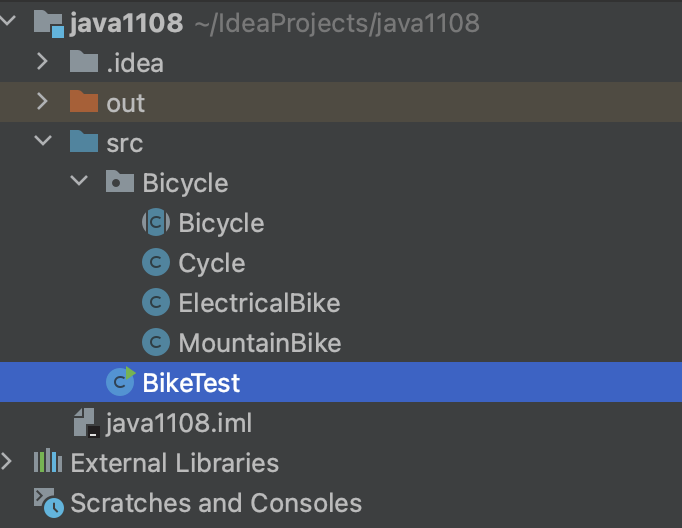 java1108 ~/IdeaProjects/java1108
.idea
out
src
Bicycle
Bicycle
Cycle
ElectricalBike
MountainBike
BikeTest
java1108.iml
External Libraries
Scratches and Consoles